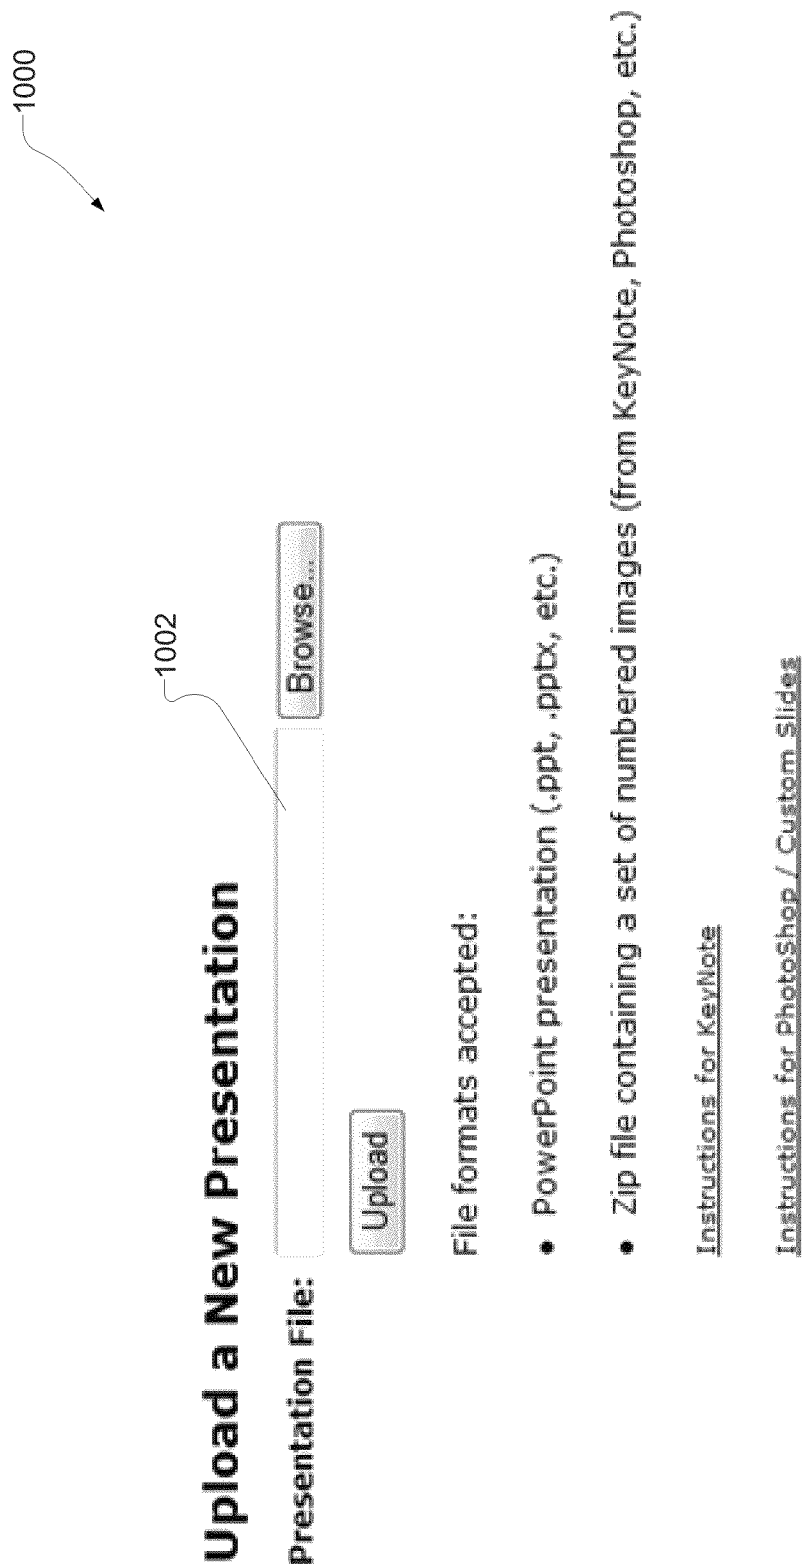 1000
Upload a New Presentation
1002
Presentation File:
Browse...
Upload
File formats accepted:
• PowerPoint presentation (.ppt, .pptx, etc.)
• Zip file containing a set of numbered images (from KeyNote, Photoshop, etc.)
Instructions for KeyNote
Instructions for PhotoShop / Custom Slides